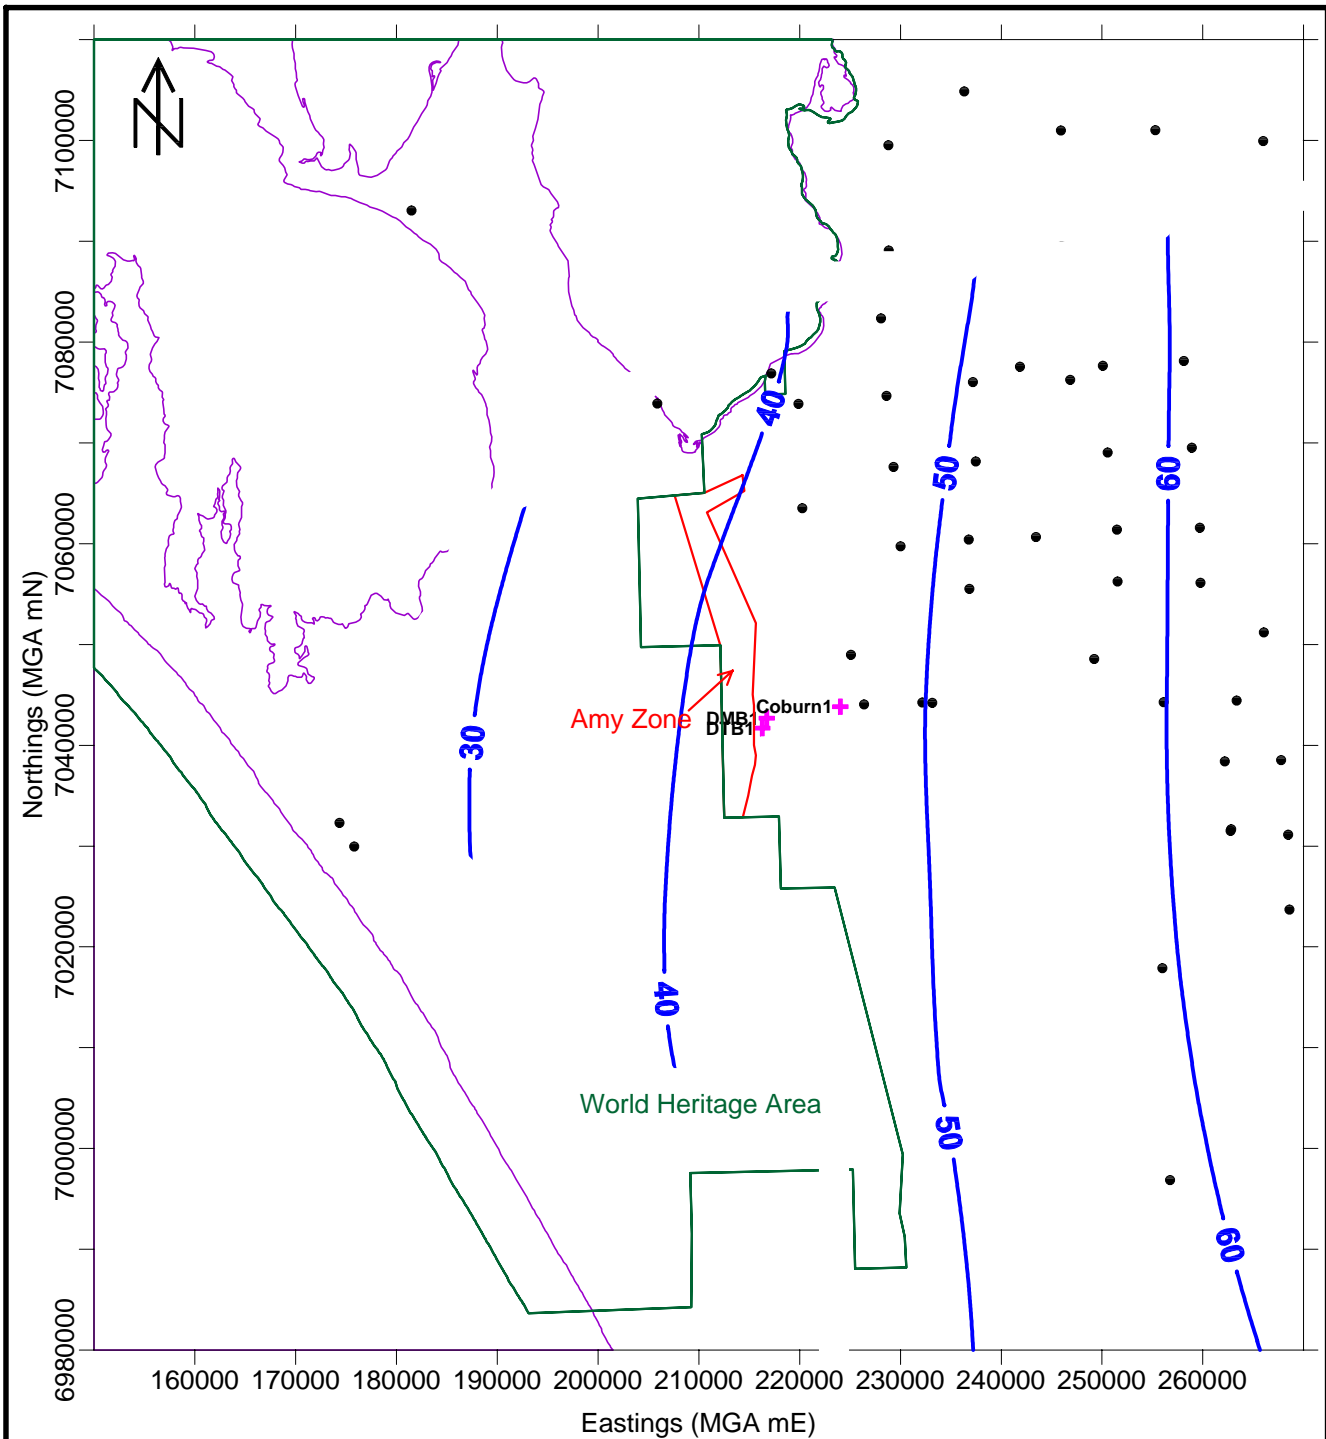 N
7100000
7080000
7060000
7040000
7020000
7000000
6980000
Northings (MGA mN)
40
50
60
30
Amy Zone
Coburn1
DMB1
DTB1
40
World Heritage Area
50
60
160000 170000 180000 190000 200000 210000 220000 230000 240000 250000 260000
Eastings (MGA mE)